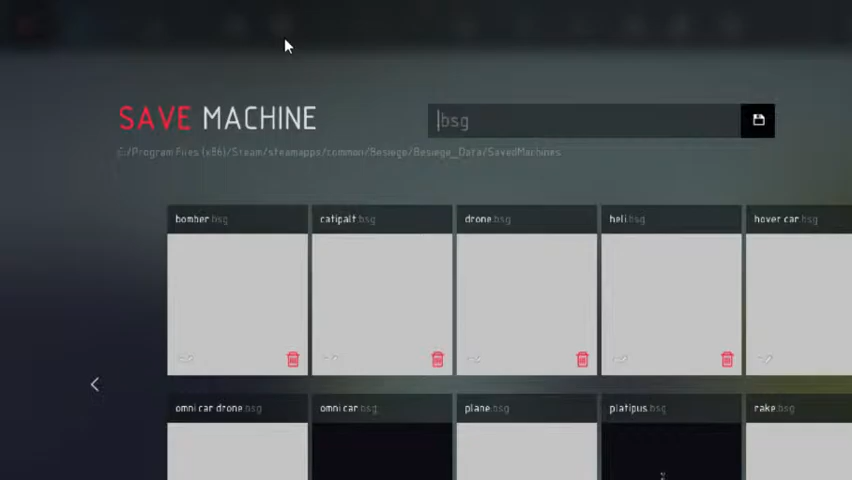 SAVE MACHINE
.bsg
C:/Program Files (x86)/Steam/steamapps/common/Besiege/Besiege_Data/SavedMachines
bomber.bsg
catipalt.bsg
drone.bsg
heli.bsg
hover car.bsg
omni car drone.bsg
omni car.bsg
plane.bsg
platipus.bsg
rake.bsg